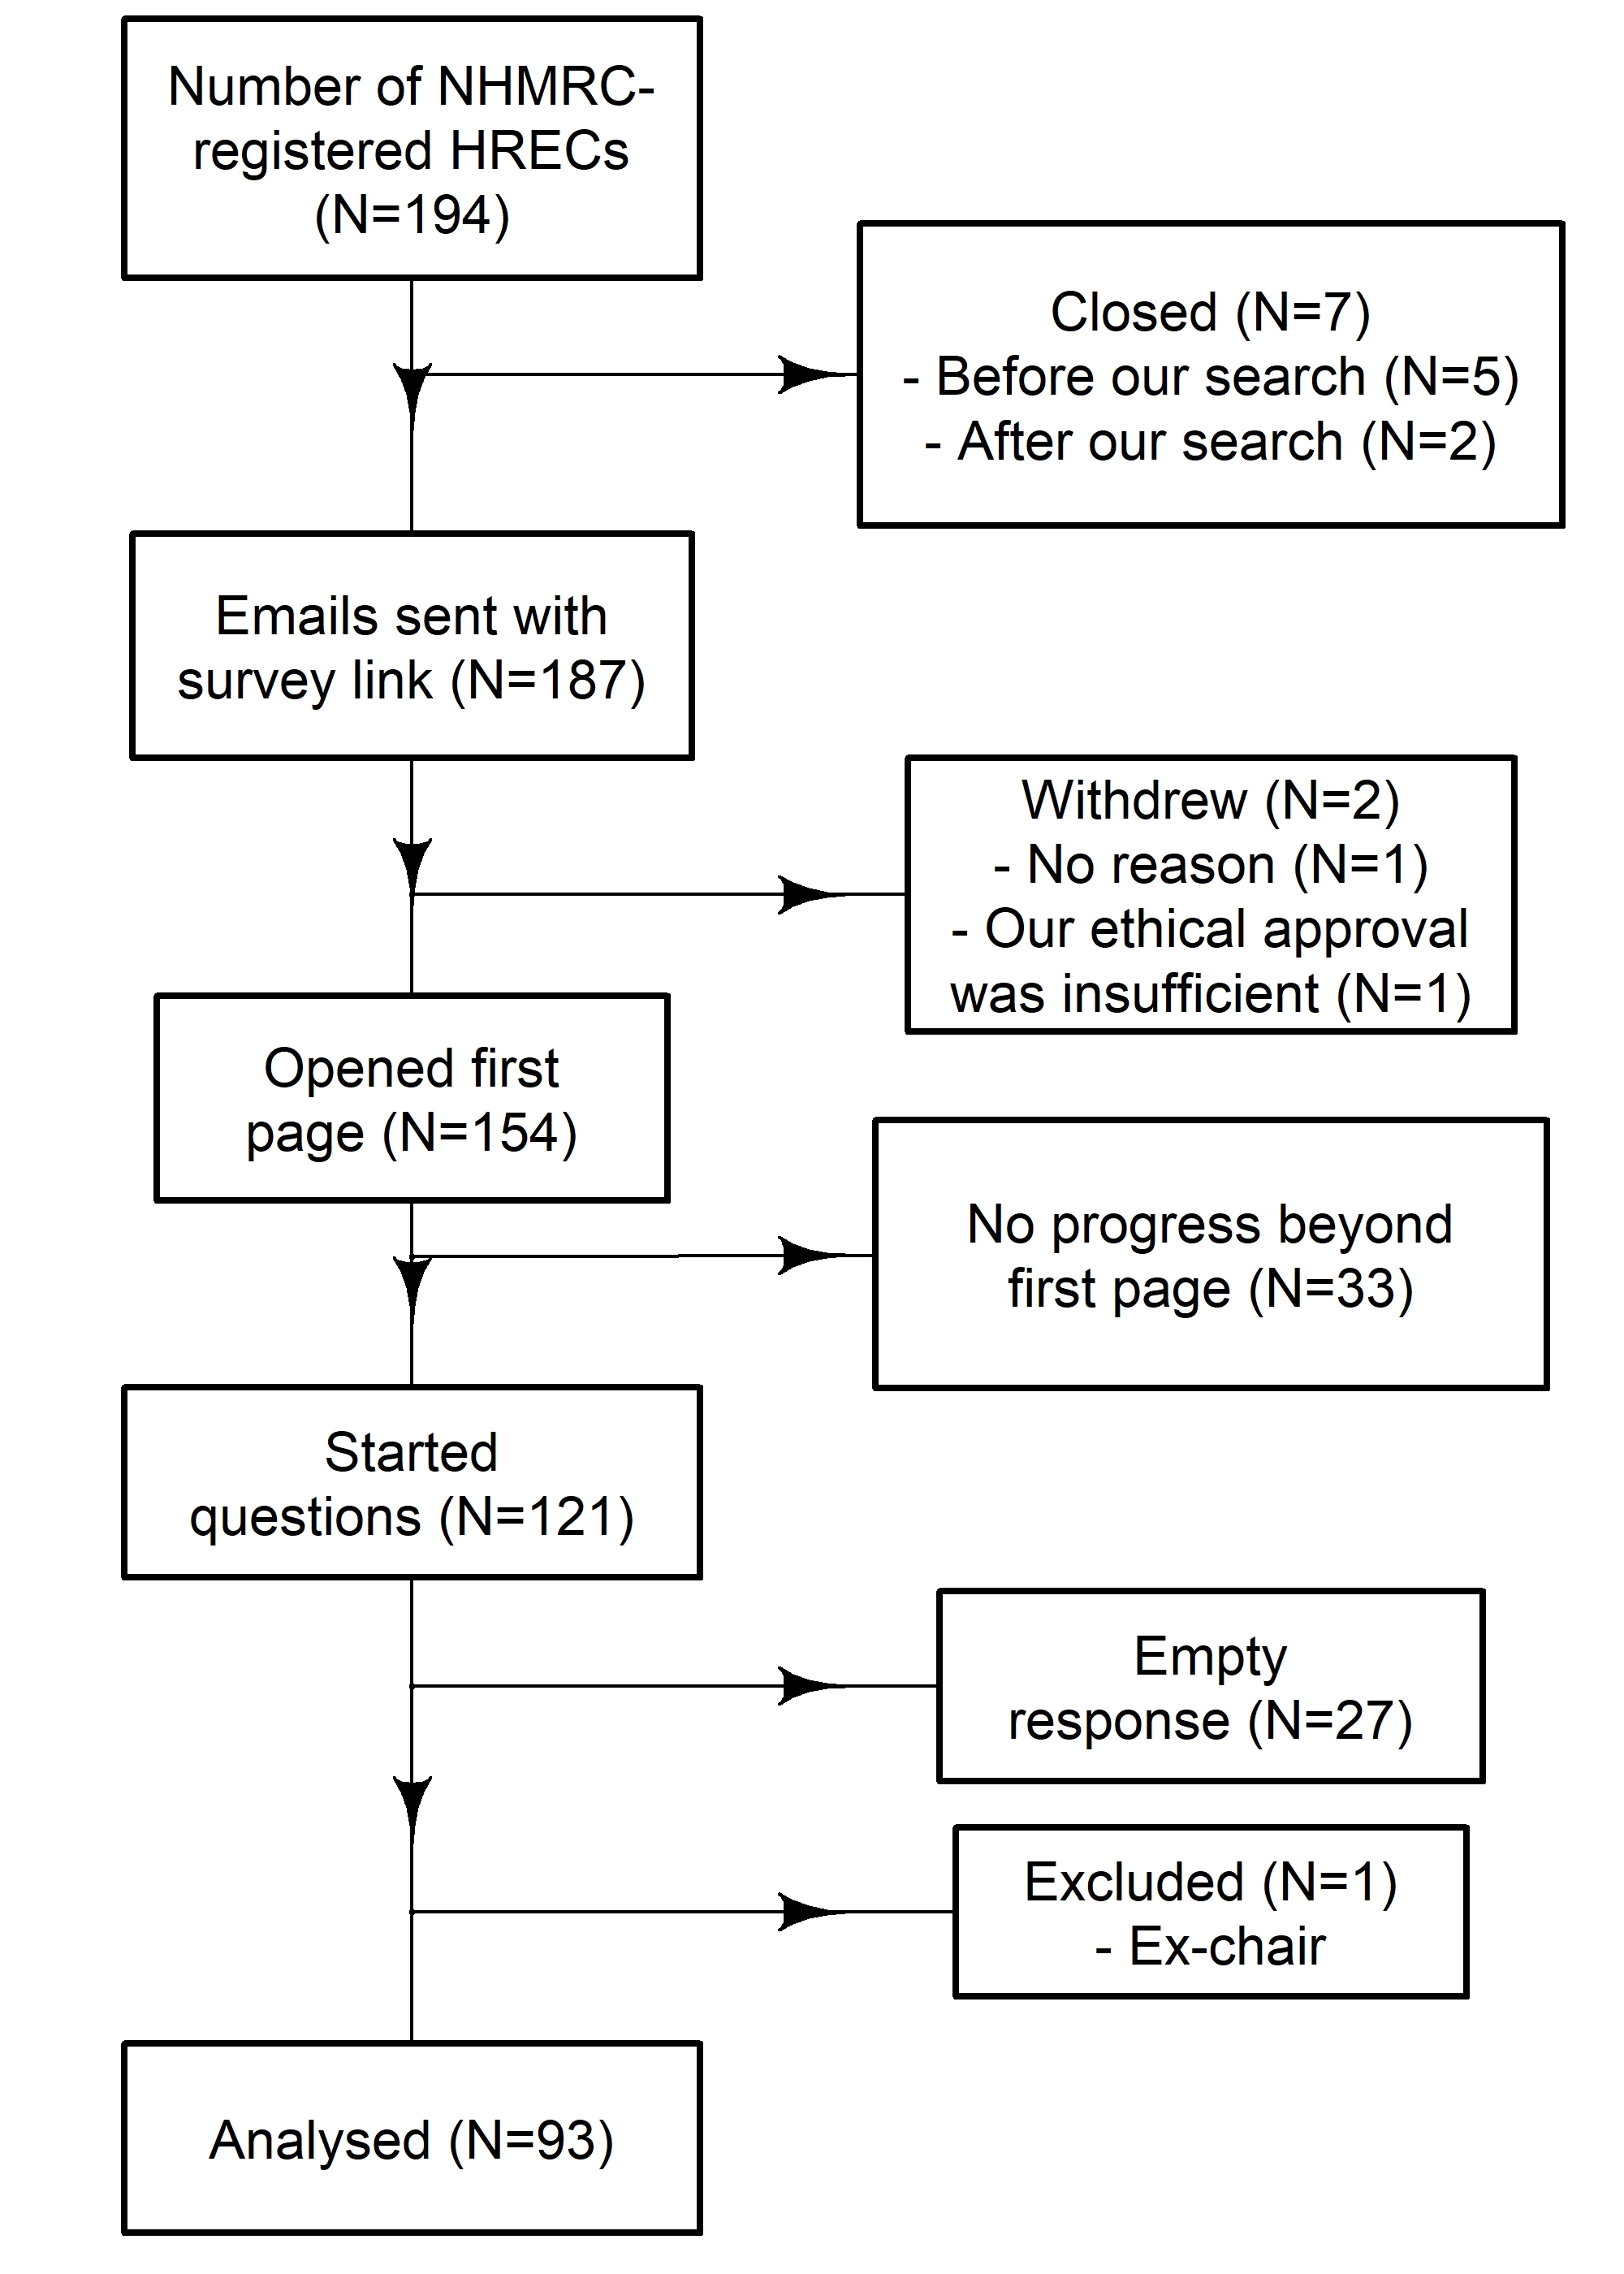 Number of NHMRC-
registered HRECs
(N=194)
Closed (N=7)
- Before our search (N=5)
- After our search (N=2)
Emails sent with
survey link (N=187)
Withdrew (N=2)
- No reason (N=1)
- Our ethical approval
was insufficient (N=1)
Opened first
page (N=154)
No progress beyond
first page (N=33)
Started
questions (N=121)
Empty
response (N=27)
Excluded (N=1)
- Ex-chair
Analysed (N=93)